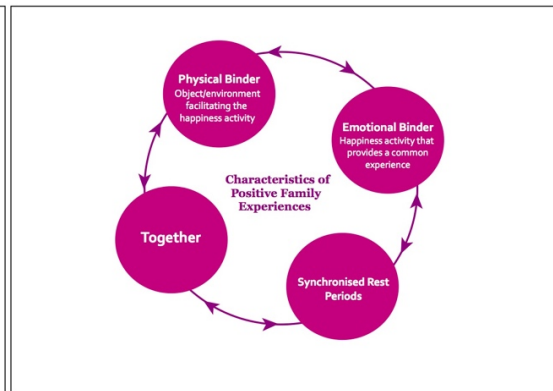 Physical Binder
Object/environment
facilitating the
happiness activity
Emotional Binder
Happiness activity that
provides a common
experience
Characteristics of
Positive Family
Experiences
Together
Synchronised Rest
Periods